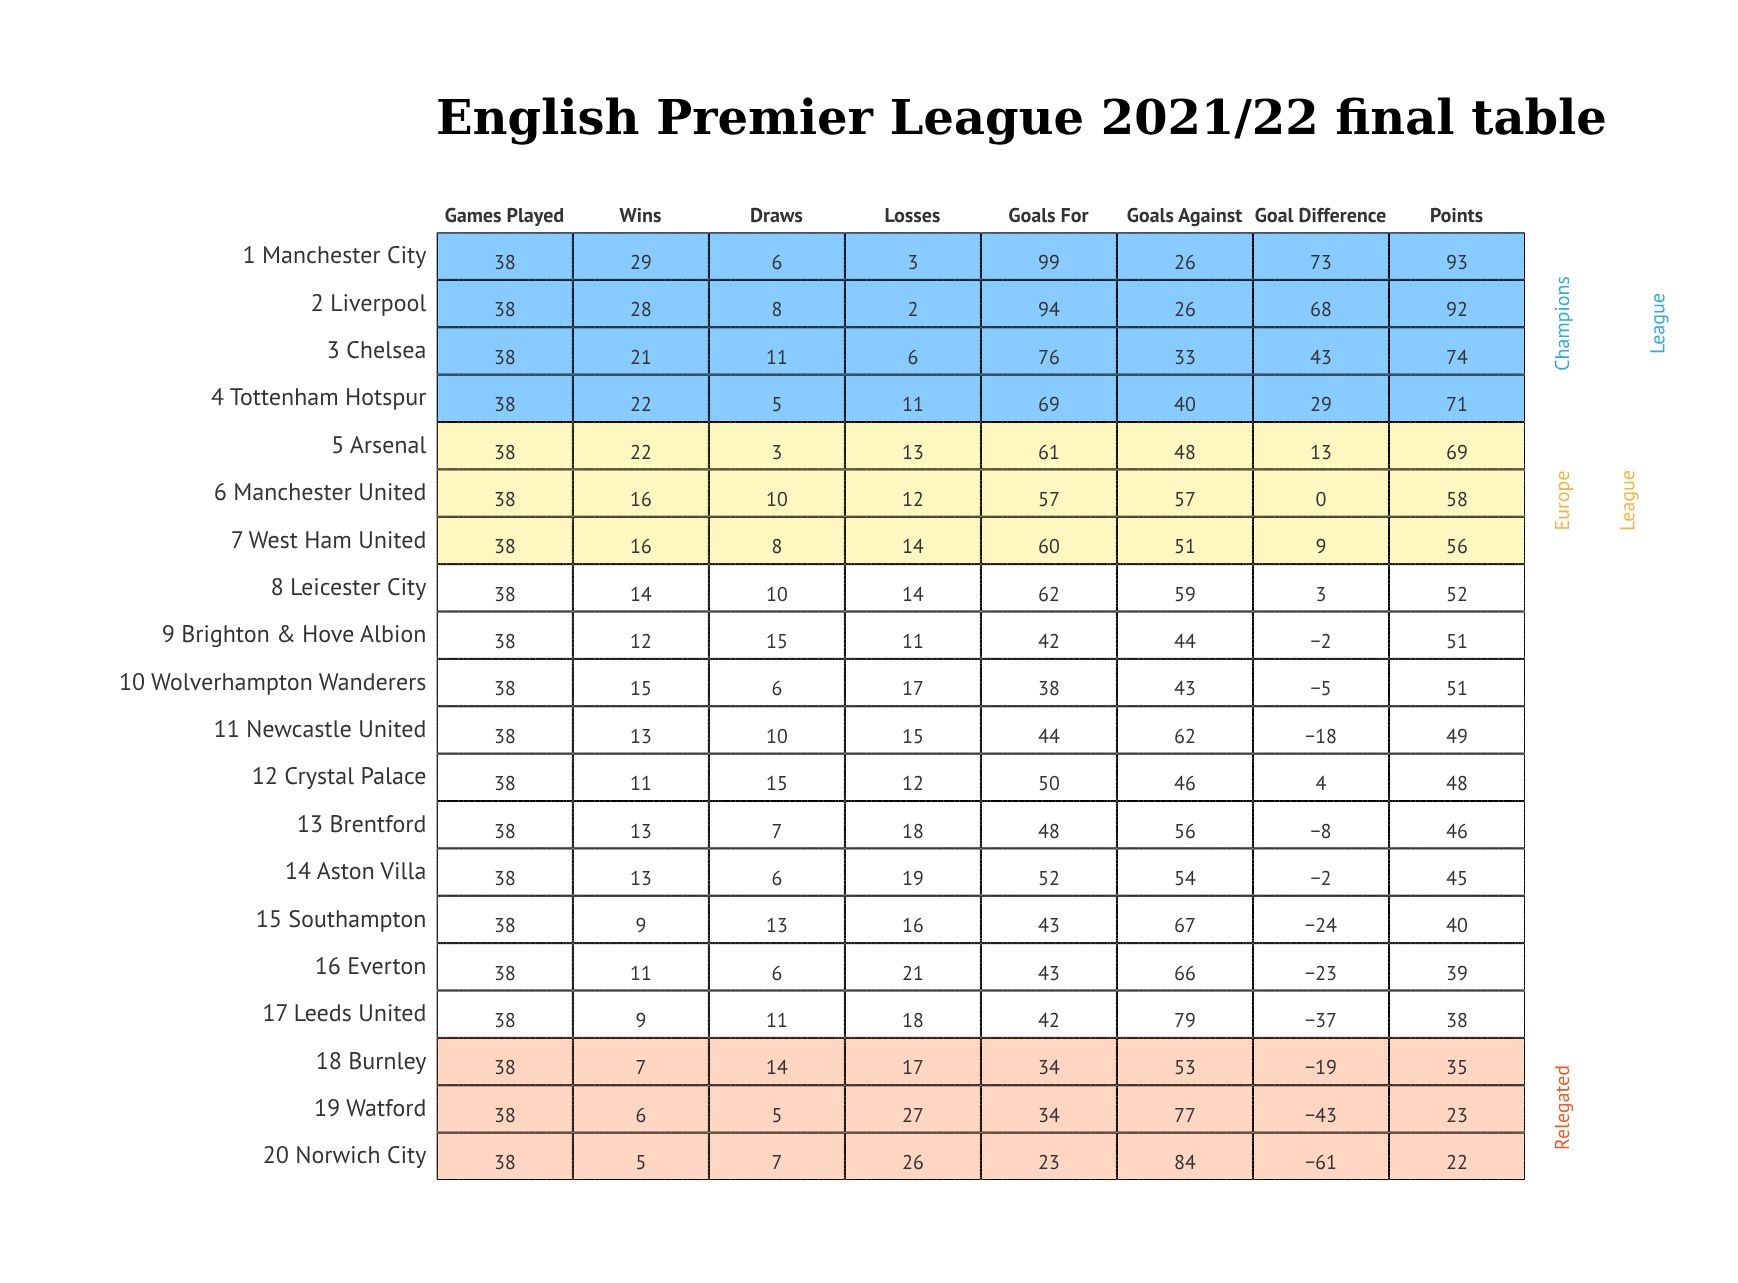 English Premier League 2021/22 final table
Games Played Wins Draws Losses Goals For Goals Against Goal Difference Points
1 Manchester City 38 29 6 3 99 26 73 93
2 Liverpool 38 28 8 2 94 26 68 92
3 Chelsea 38 21 11 6 76 33 43 74
4 Tottenham Hotspur 38 22 5 11 69 40 29 71
5 Arsenal 38 22 3 13 61 48 13 69
6 Manchester United 38 16 10 12 57 57 0 58
7 West Ham United 38 16 8 14 60 51 9 56
8 Leicester City 38 14 10 14 62 59 3 52
9 Brighton & Hove Albion 38 12 15 11 42 44 −2 51
10 Wolverhampton Wanderers 38 15 6 17 38 43 −5 51
11 Newcastle United 38 13 10 15 44 62 −18 49
12 Crystal Palace 38 11 15 12 50 46 4 48
13 Brentford 38 13 7 18 48 56 −8 46
14 Aston Villa 38 13 6 19 52 54 −2 45
15 Southampton 38 9 13 16 43 67 −24 40
16 Everton 38 11 6 21 43 66 −23 39
17 Leeds United 38 9 11 18 42 79 −37 38
18 Burnley 38 7 14 17 34 53 −19 35
19 Watford 38 6 5 27 34 77 −43 23
20 Norwich City 38 5 7 26 23 84 −61 22
Champions
League
Europe
League
Relegated